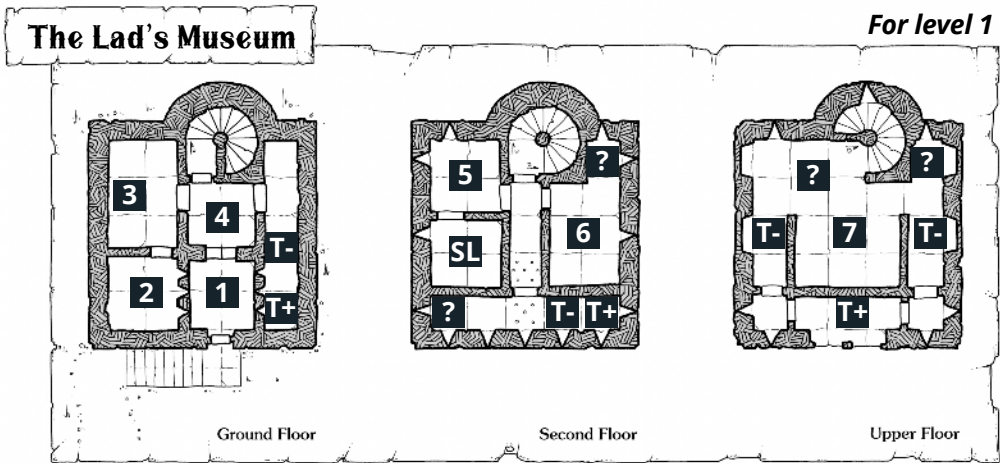 The Lad's Museum
For level 1
3
4
T-
2
1
T+
Ground Floor
5
?
6
SL
?
T-
T+
Second Floor
?
?
T-
7
T-
T+
Upper Floor